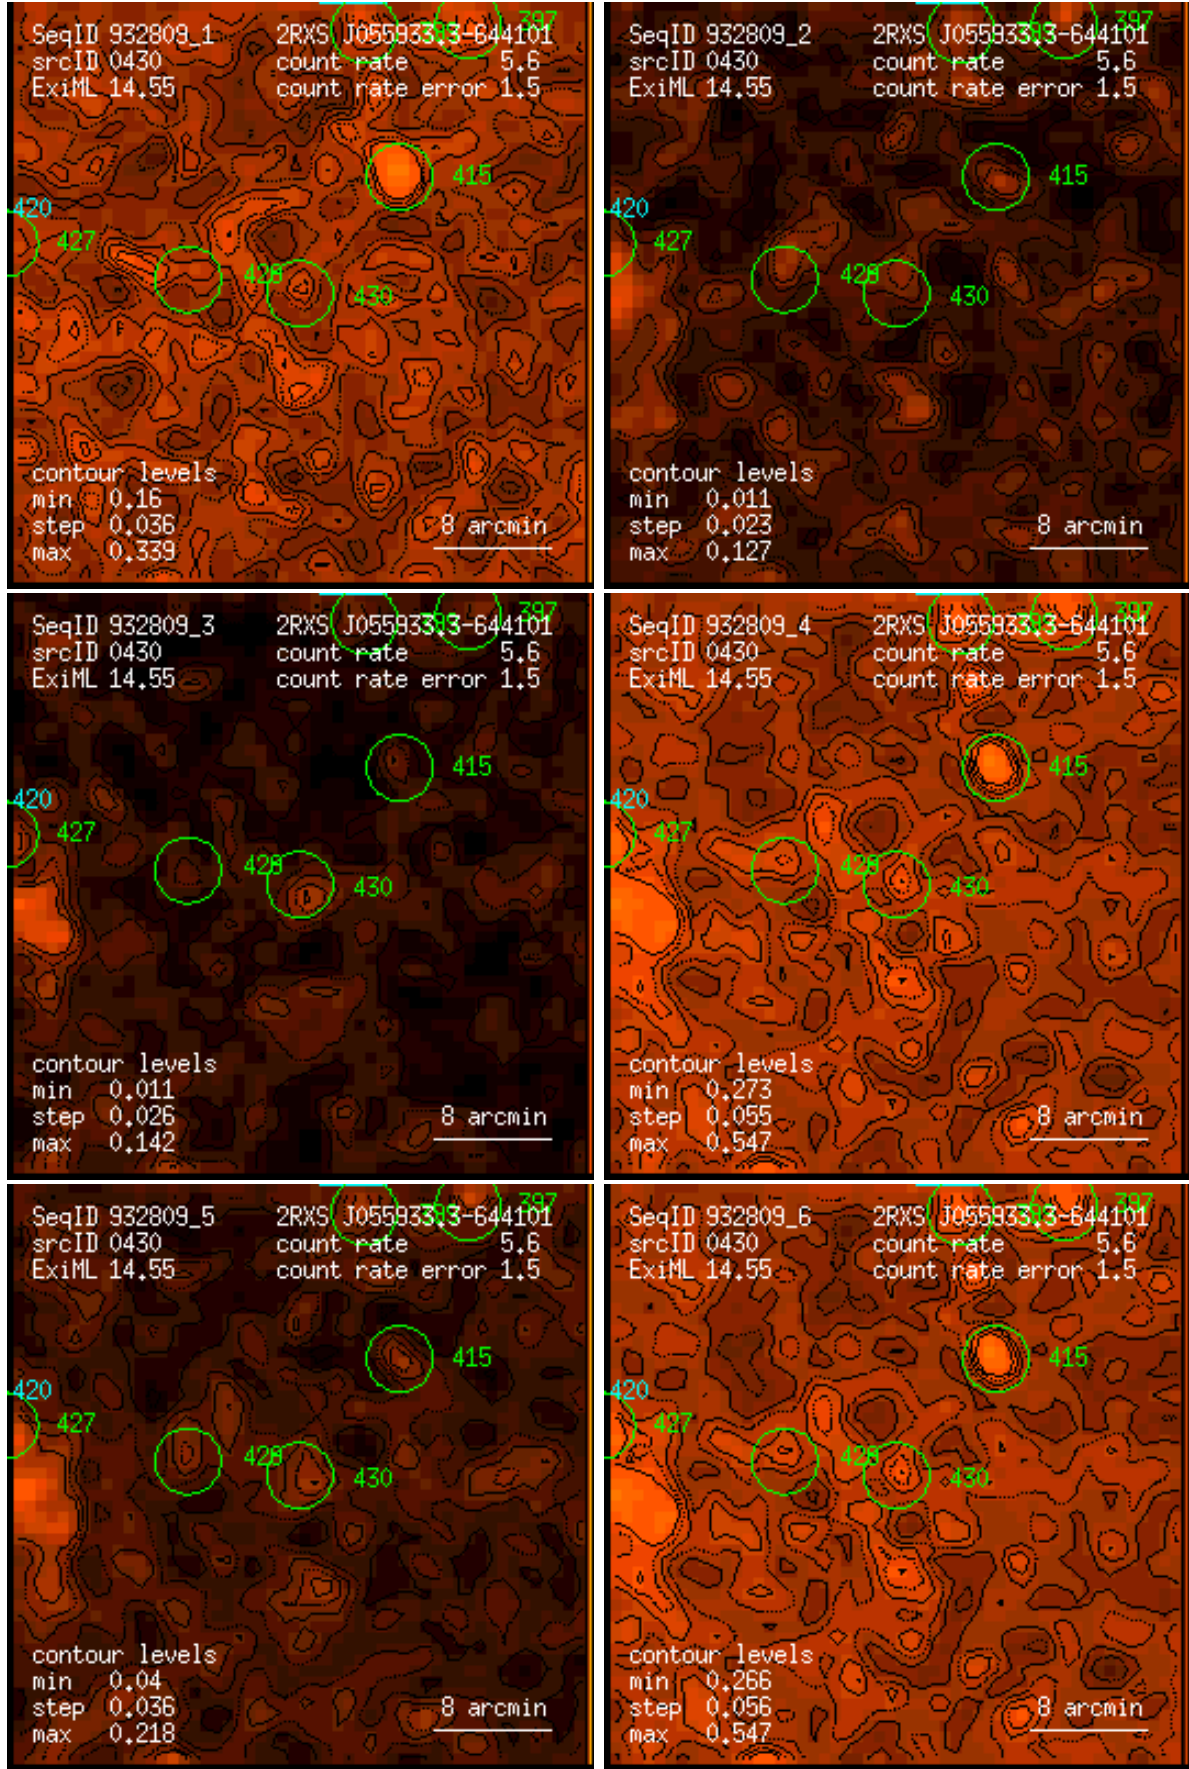 SeqID 932809_1 2RXS J055933.3-644101
srcID 0430 count rate 5.6
ExiML 14.55 count rate error 1.5
397
415
420
427
428
430
contour levels
min 0.16
step 0.036
max 0.339
8 arcmin
SeqID 932809_2 2RXS J055933.3-644101
srcID 0430 count rate 5.6
ExiML 14.55 count rate error 1.5
397
415
420
427
428
430
contour levels
min 0.011
step 0.023
max 0.127
8 arcmin
SeqID 932809_3 2RXS J055933.3-644101
srcID 0430 count rate 5.6
ExiML 14.55 count rate error 1.5
397
415
420
427
428
430
contour levels
min 0.011
step 0.026
max 0.142
8 arcmin
SeqID 932809_4 2RXS J055933.3-644101
srcID 0430 count rate 5.6
ExiML 14.55 count rate error 1.5
397
415
420
427
428
430
contour levels
min 0.273
step 0.055
max 0.547
8 arcmin
SeqID 932809_5 2RXS J055933.3-644101
srcID 0430 count rate 5.6
ExiML 14.55 count rate error 1.5
397
415
420
427
428
430
contour levels
min 0.04
step 0.036
max 0.218
8 arcmin
SeqID 932809_6 2RXS J055933.3-644101
srcID 0430 count rate 5.6
ExiML 14.55 count rate error 1.5
397
415
420
427
428
430
contour levels
min 0.266
step 0.056
max 0.547
8 arcmin